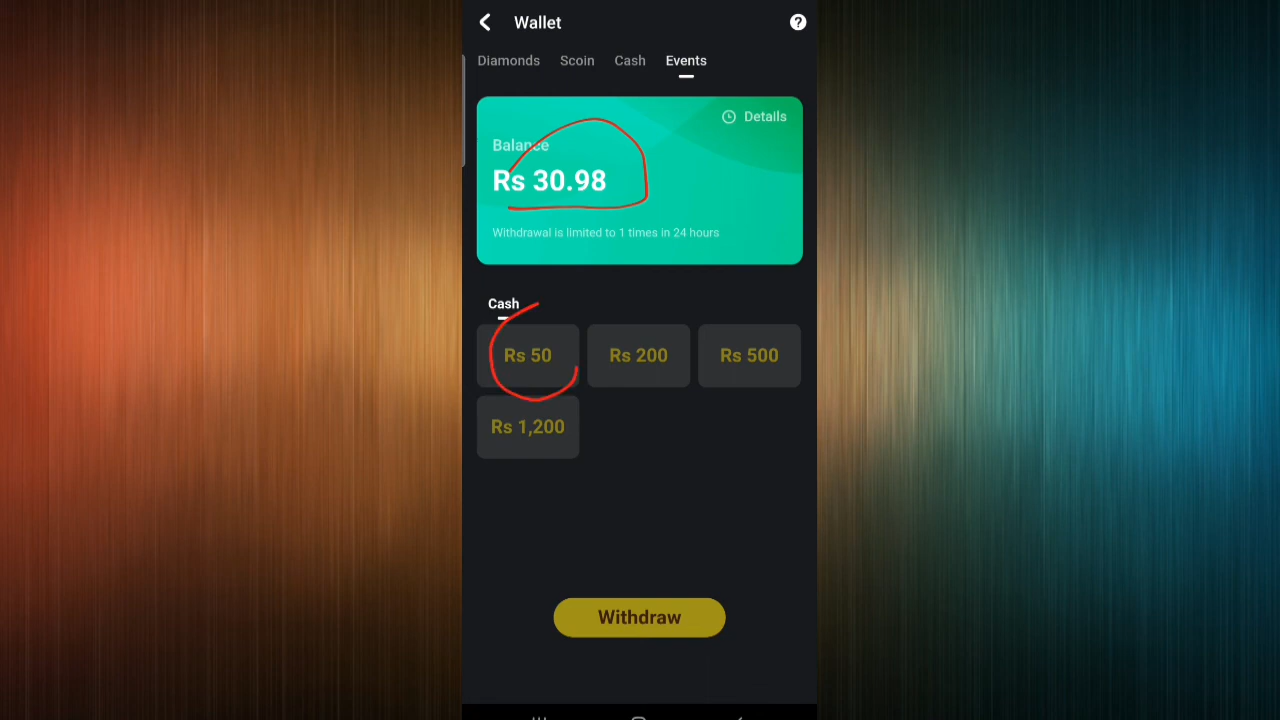 Wallet
?
Diamonds Scoin Cash Events
Details
Balance
Rs 30.98
Withdrawal is limited to 1 times in 24 hours
Cash
Rs 50 Rs 200 Rs 500
Rs 1,200
Withdraw